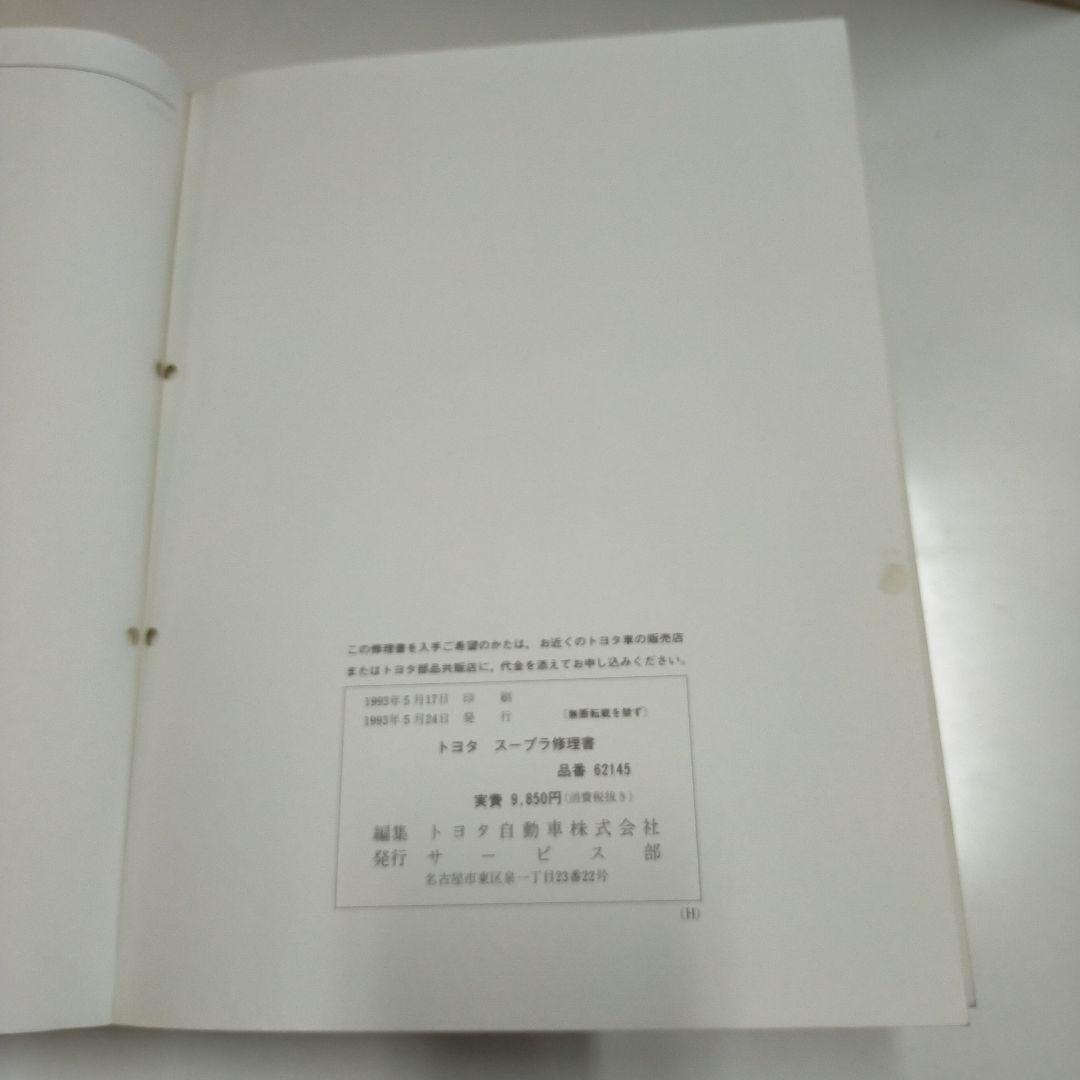 この修理書を入手ご希望のかたは、お近くのトヨタ車の販売店
またはトヨタ部品共販店に、代金を添えてお申し込みください。
1993年5月17日 印 刷
1993年5月24日 発 行 〔無断転載を禁ず〕
トヨタ スープラ修理書
品番 62145
実費 9,850円(消費税抜き)
編集 トヨタ自動車株式会社
発行 サービス部
名古屋市東区泉一丁目23番22号
(H)